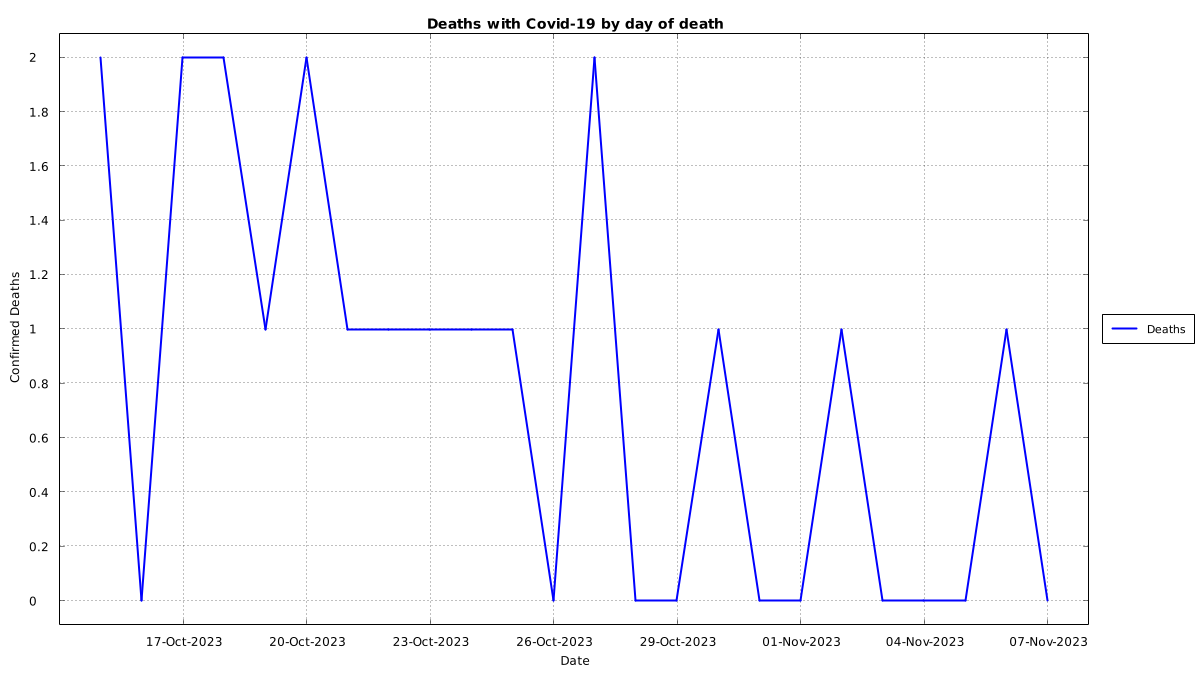 Deaths with Covid-19 by day of death
Confirmed Deaths
2
1.8
1.6
1.4
1.2
1
0.8
0.6
0.4
0.2
0
17-Oct-2023 20-Oct-2023 23-Oct-2023 26-Oct-2023 29-Oct-2023 01-Nov-2023 04-Nov-2023 07-Nov-2023
Date
Deaths